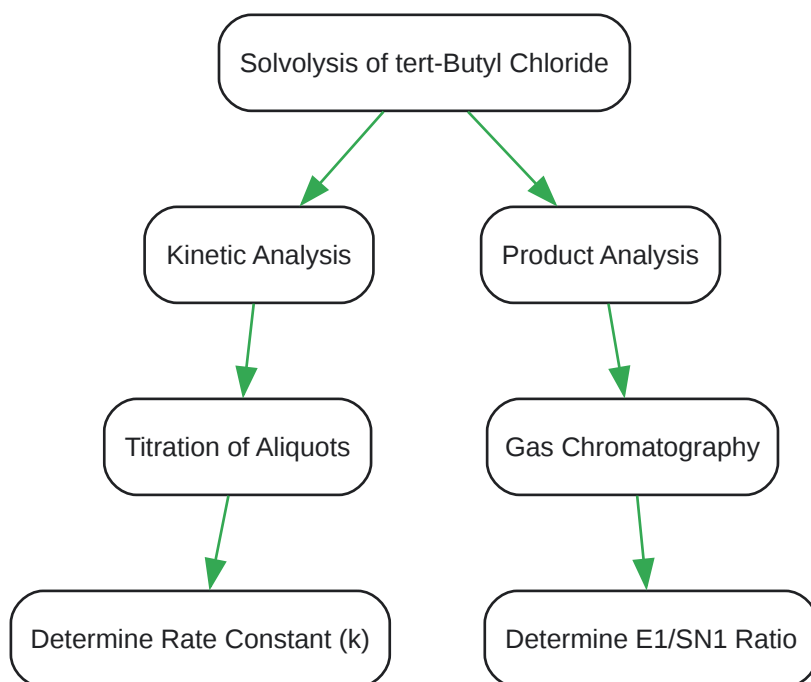 Solvolysis of tert-Butyl Chloride
Kinetic Analysis
Product Analysis
Titration of Aliquots
Gas Chromatography
Determine Rate Constant (k)
Determine E1/SN1 Ratio